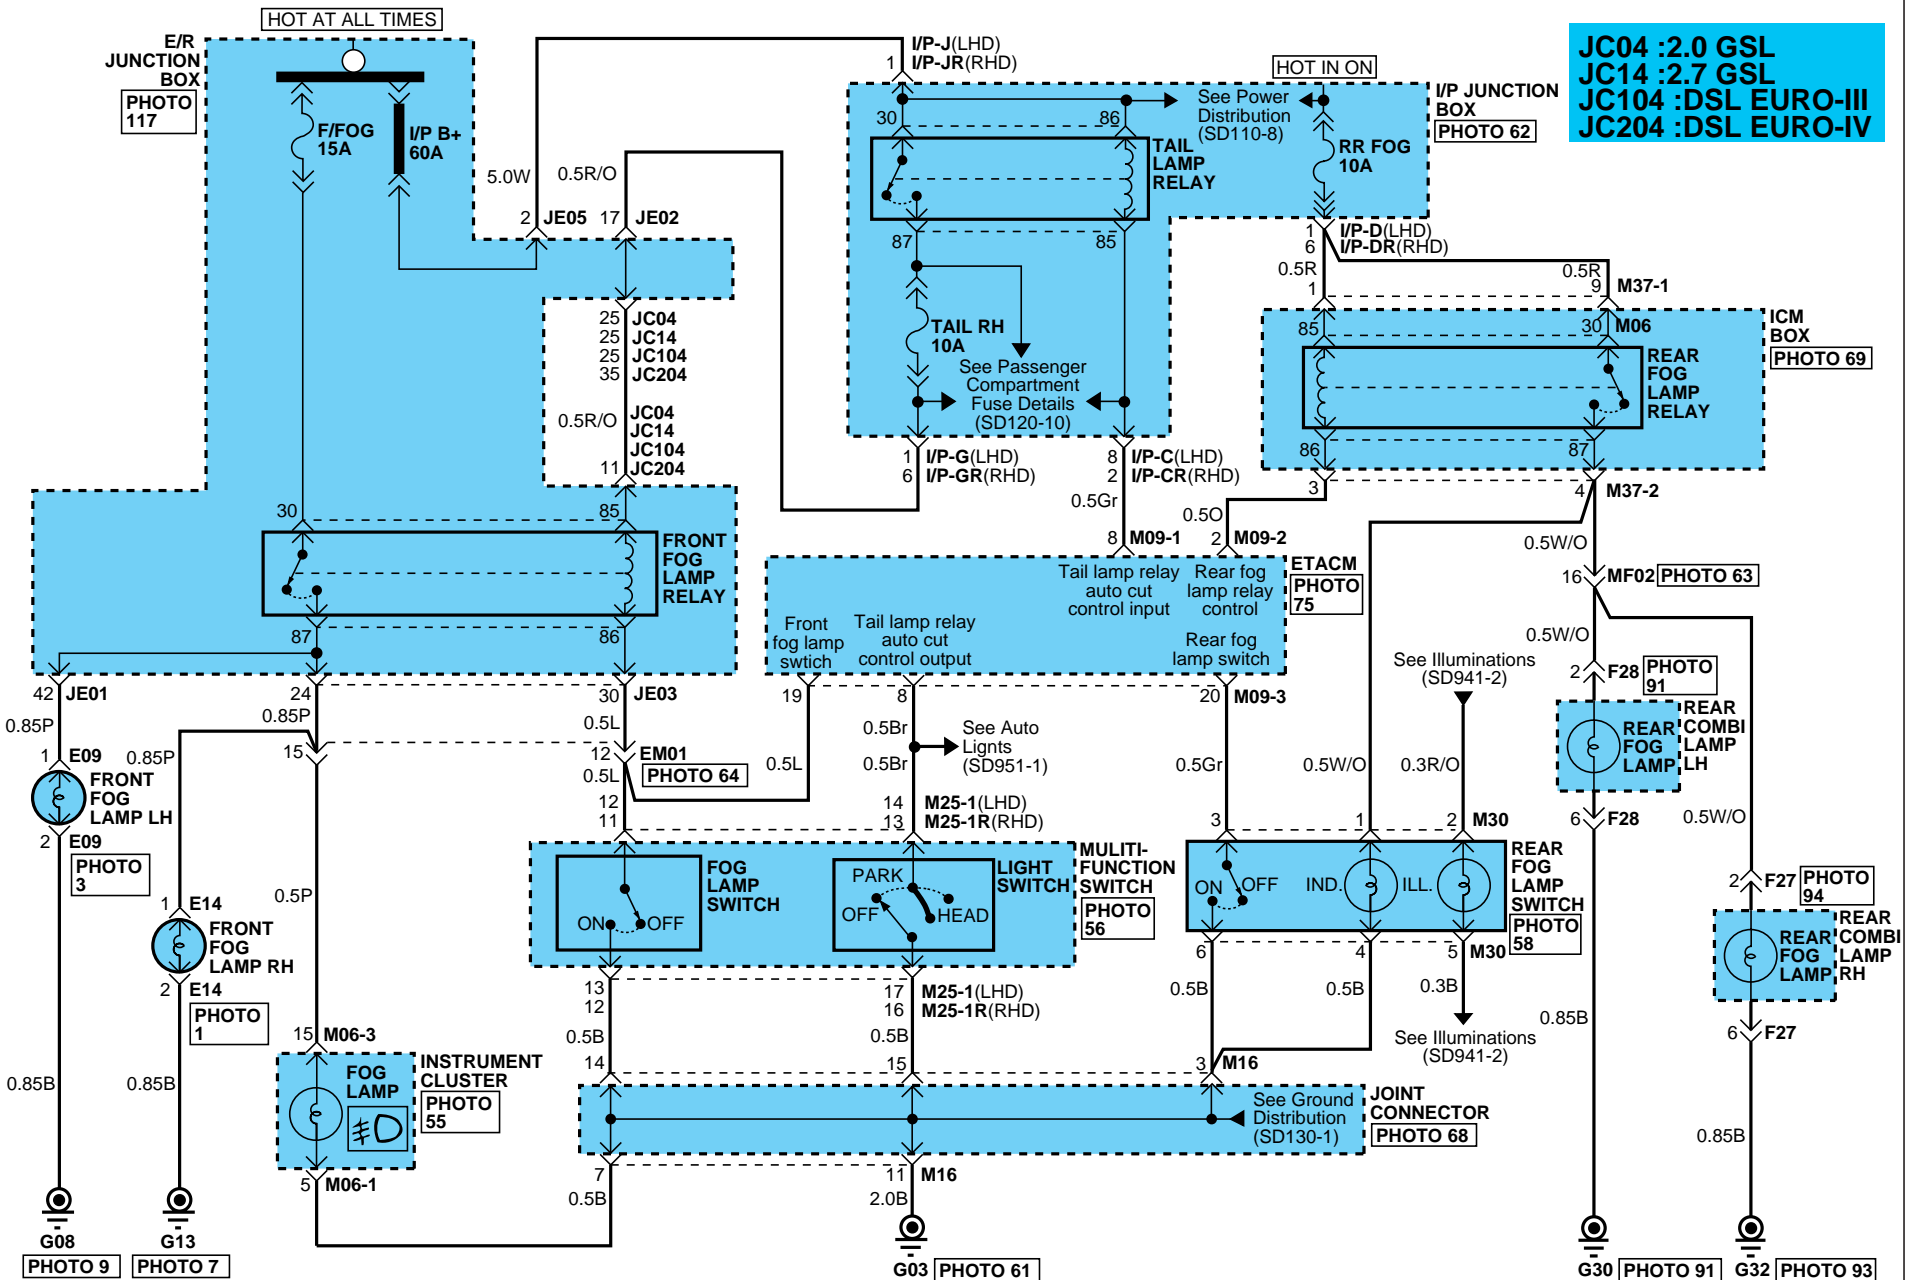 HOT AT ALL TIMES
E/R
JUNCTION
BOX
PHOTO
117
F/FOG
15A
I/P B+
60A
5.0W
0.5R/O
2 JE05
17 JE02
25 JC04
25 JC14
25 JC104
35 JC204
0.5R/O
JC04
JC14
JC104
11 JC204
I/P-J(LHD)
1 I/P-JR(RHD)
HOT IN ON
I/P JUNCTION
BOX
PHOTO 62
JC04 :2.0 GSL
JC14 :2.7 GSL
JC104 :DSL EURO-III
JC204 :DSL EURO-IV
See Power
Distribution
(SD110-8)
30
86
TAIL
LAMP
RELAY
87
85
RR FOG
10A
TAIL RH
10A
See Passenger
Compartment
Fuse Details
(SD120-10)
1 I/P-G(LHD)
6 I/P-GR(RHD)
8 I/P-C(LHD)
2 I/P-CR(RHD)
0.5Gr
1 I/P-D(LHD)
6 I/P-DR(RHD)
0.5R
1
0.5R
9 M37-1
ICM
BOX
PHOTO 69
85
30 M06
REAR
FOG
LAMP
RELAY
86
87
3
4 M37-2
0.5O
8 M09-1
2 M09-2
30
85
FRONT
FOG
LAMP
RELAY
87
86
42 JE01
24
30 JE03
ETACM
PHOTO
75
Tail lamp relay
auto cut
control input
Rear fog
lamp relay
control
Front
fog lamp
swtich
Tail lamp relay
auto cut
control output
Rear fog
lamp switch
19
8
20 M09-3
0.5W/O
16 MF02
PHOTO 63
0.5W/O
2 F28
PHOTO
91
REAR
COMBI
LAMP
LH
REAR
FOG
LAMP
6 F28
0.5W/O
0.85P
0.85P
0.85P
15
0.5L
12 EM01
PHOTO 64
0.5L
0.5L
0.5Br
0.5Br
See Auto
Lignts
(SD951-1)
0.5Gr
0.5W/O
0.3R/O
See Illuminations
(SD941-2)
1 E09
FRONT
FOG
LAMP LH
2 E09
PHOTO
3
12
11
14 M25-1(LHD)
13 M25-1R(RHD)
3
1
2 M30
FOG
LAMP
SWITCH
ON
OFF
PARK
OFF
HEAD
LIGHT
SWITCH
MULITI-
FUNCTION
SWITCH
PHOTO
56
ON
OFF
IND.
ILL.
REAR
FOG
LAMP
SWITCH
PHOTO
58
1 E14
FRONT
FOG
LAMP RH
2 E14
PHOTO
1
0.5P
2 F27
PHOTO
94
REAR
COMBI
LAMP
RH
REAR
FOG
LAMP
6 F27
13
12
17 M25-1(LHD)
16 M25-1R(RHD)
6
4
5 M30
0.5B
0.5B
0.5B
0.5B
0.3B
See Illuminations
(SD941-2)
0.85B
0.85B
0.85B
0.85B
15 M06-3
FOG
LAMP
INSTRUMENT
CLUSTER
PHOTO
55
5 M06-1
14
15
3 M16
See Ground
Distribution
(SD130-1)
JOINT
CONNECTOR
PHOTO 68
7
11 M16
0.5B
2.0B
G08
PHOTO 9
G13
PHOTO 7
G03 PHOTO 61
G30 PHOTO 91
G32 PHOTO 93